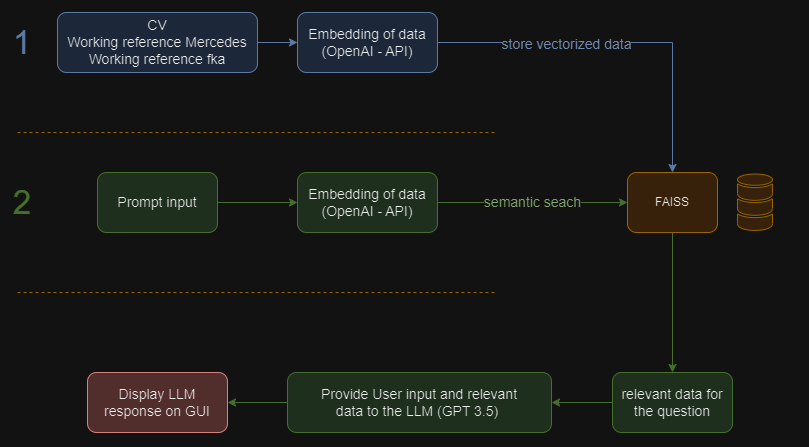 1
CV
Working reference Mercedes
Working reference fka
Embedding of data
(OpenAI - API)
store vectorized data
2
Prompt input
Embedding of data
(OpenAI - API)
semantic seach
FAISS
Display LLM
response on GUI
Provide User input and relevant
data to the LLM (GPT 3.5)
relevant data for
the question